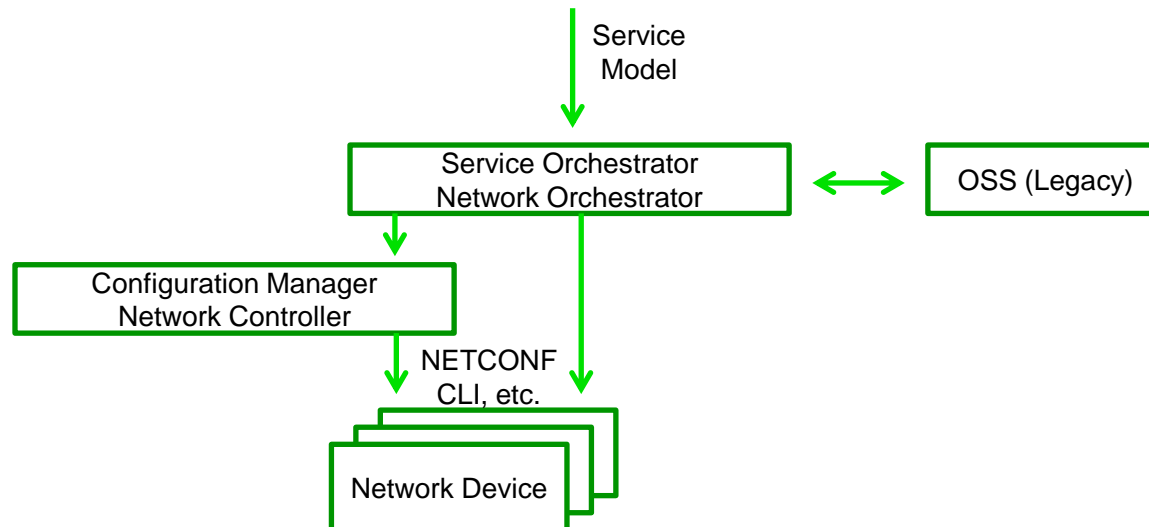 Service
Model
Service Orchestrator
Network Orchestrator
OSS (Legacy)
Configuration Manager
Network Controller
NETCONF
CLI, etc.
Network Device